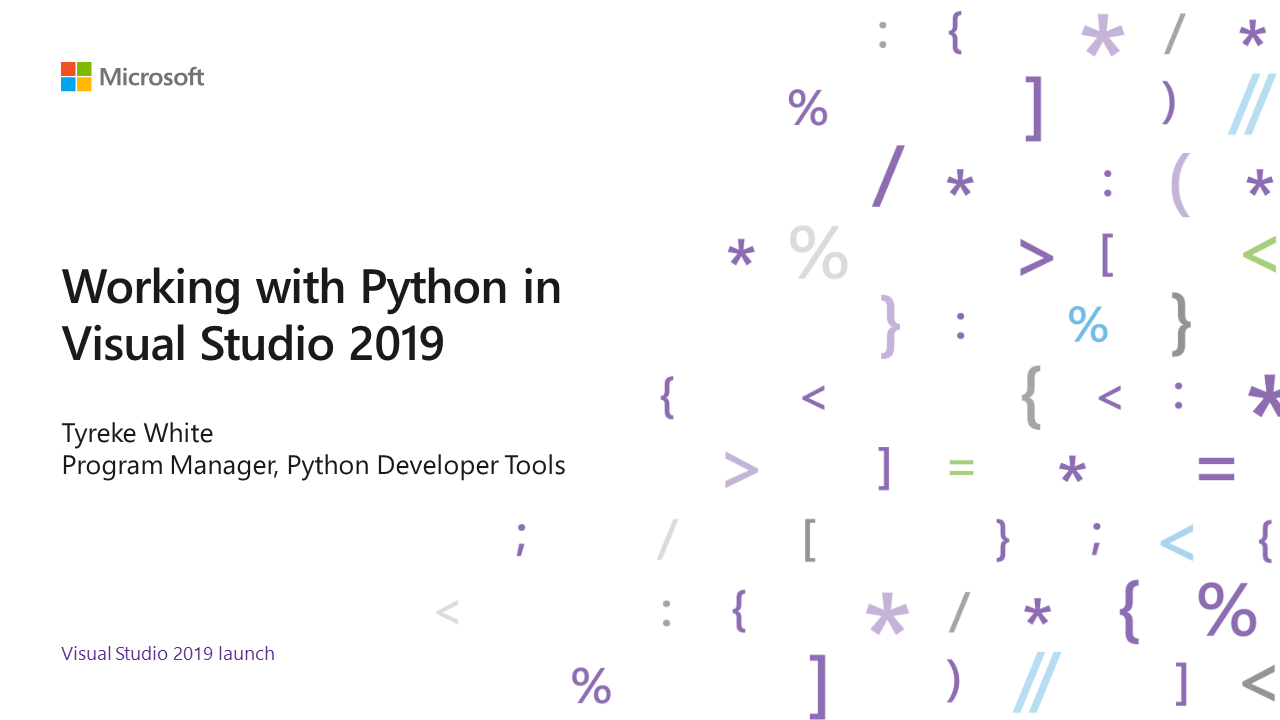 Microsoft
Working with Python in
Visual Studio 2019
Tyreke White
Program Manager, Python Developer Tools
Visual Studio 2019 launch
: { * / *
% ] ) //
/ * : ( *
* % > [ <
} : % }
{ < { < : *
> ] = * =
; / [ } ; < {
< : { * / * { %
% ] ) // ] <